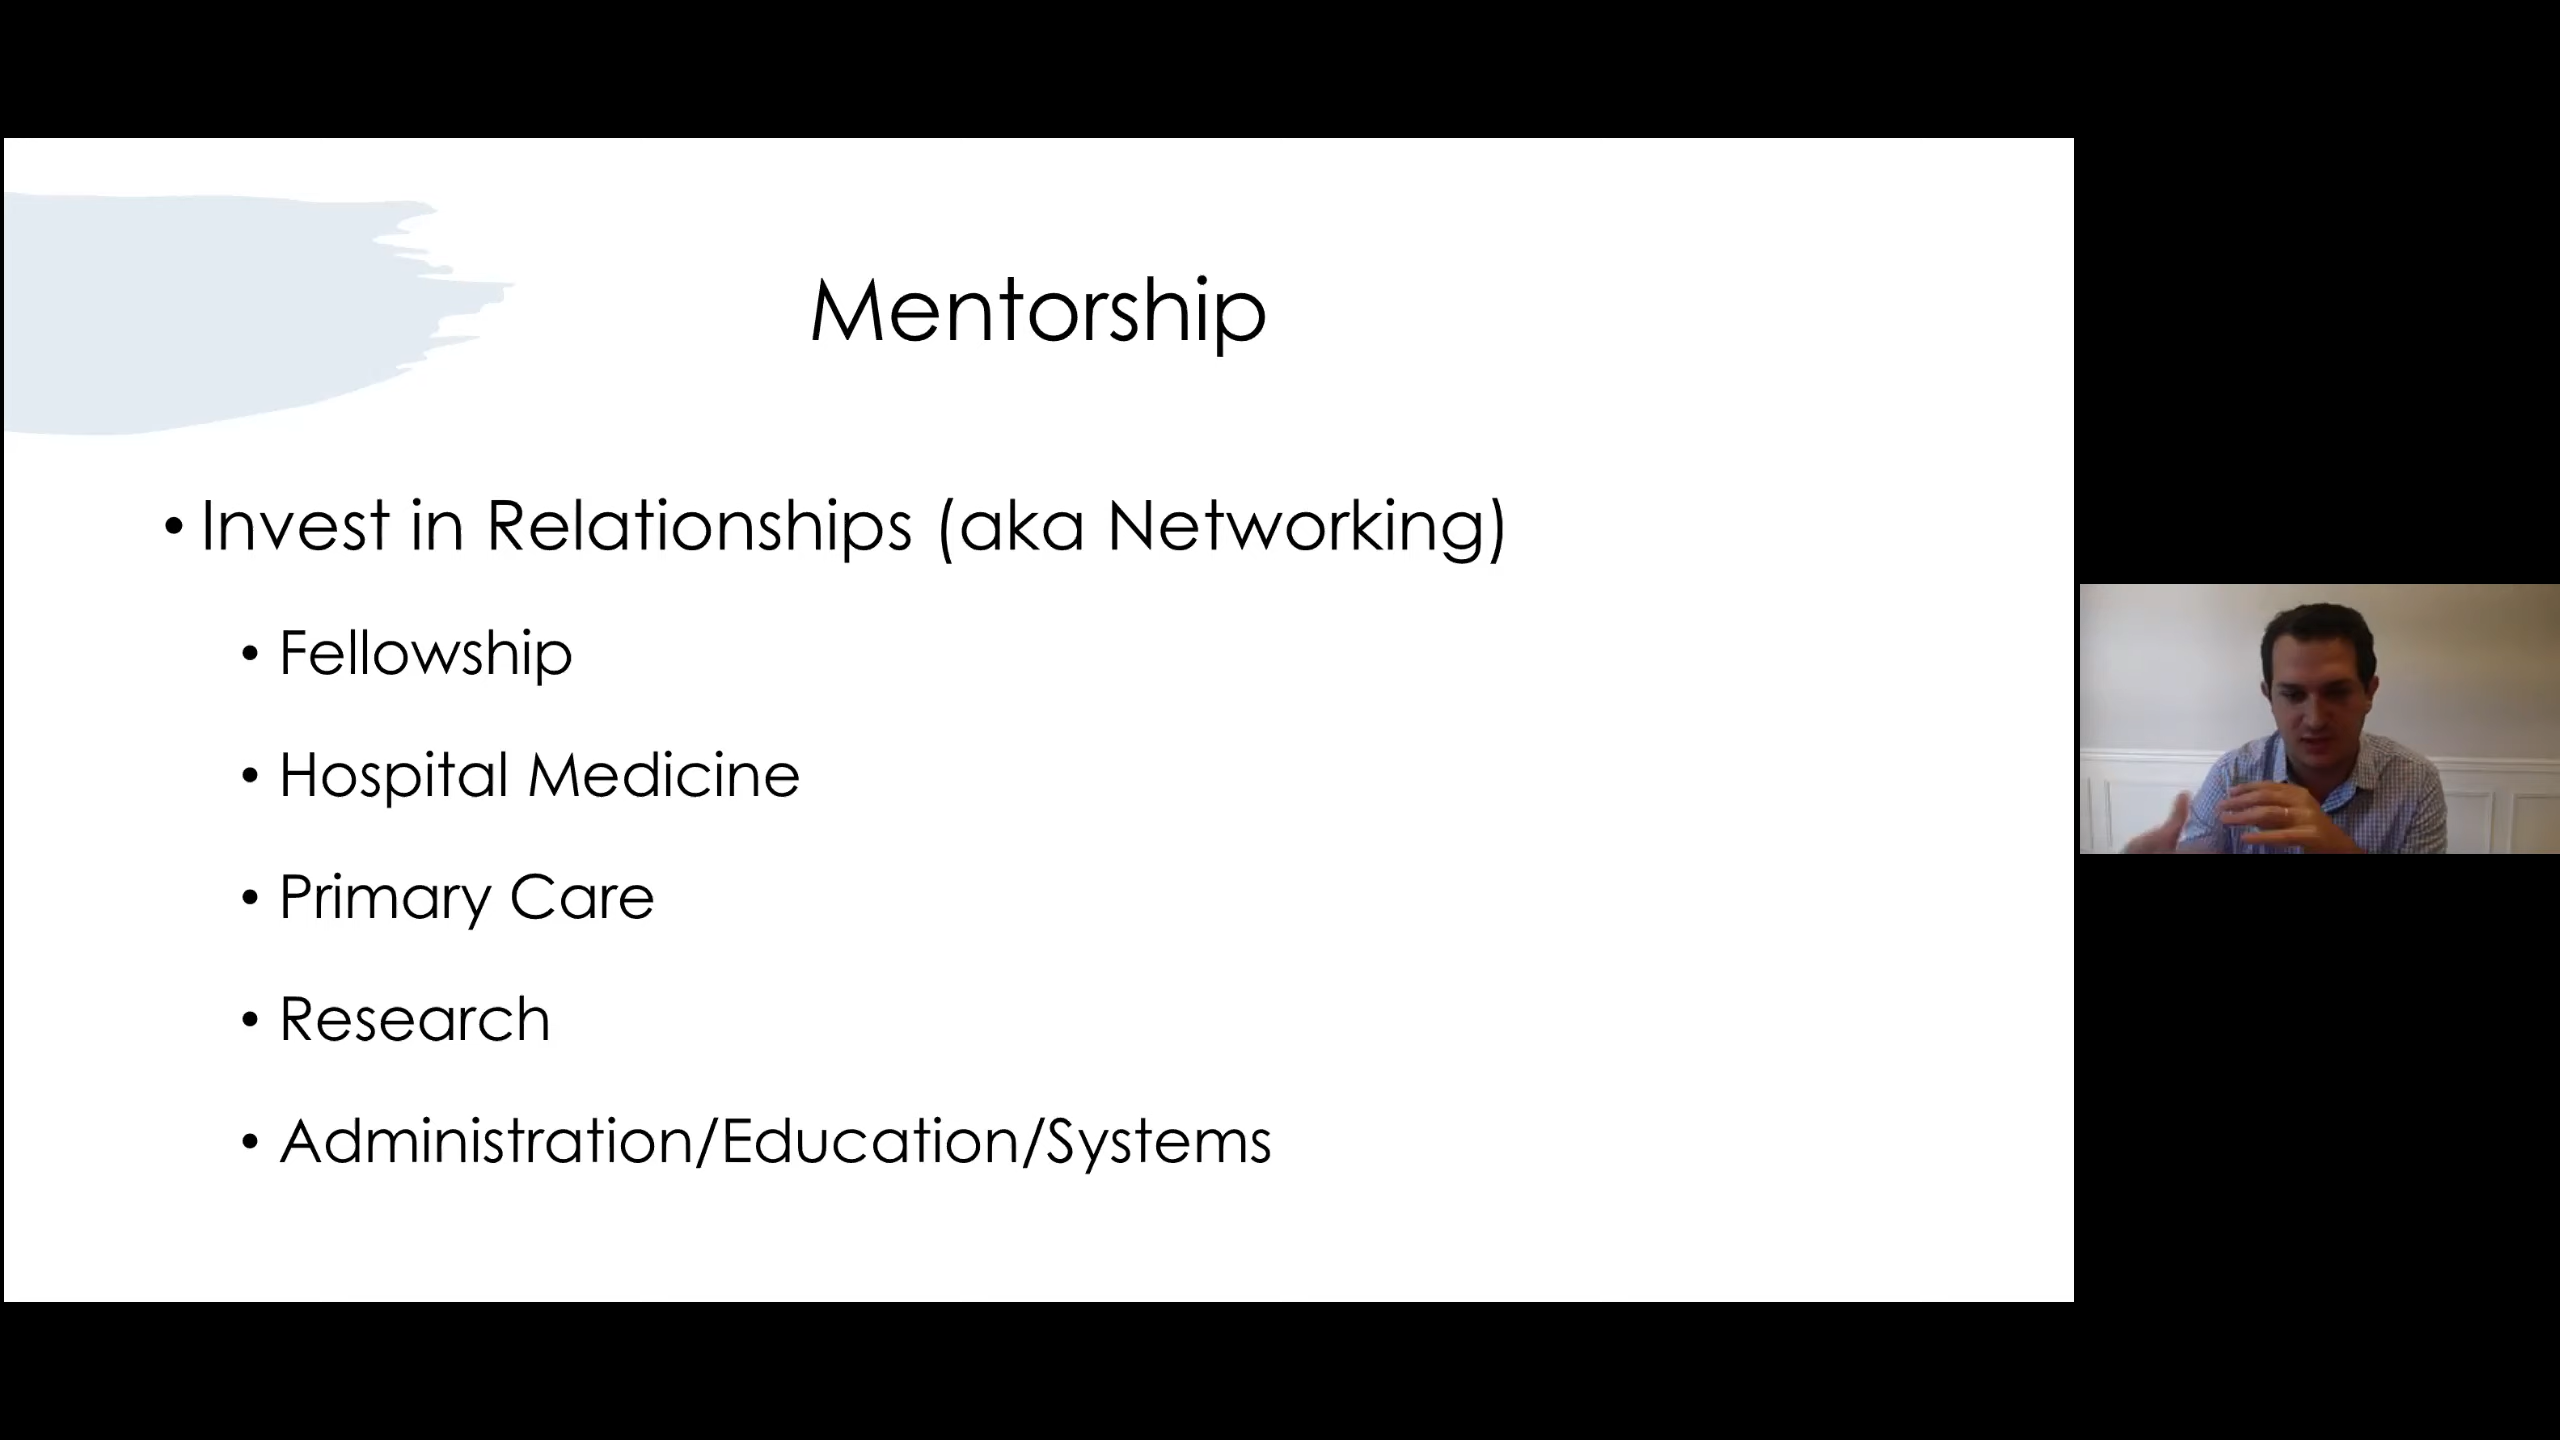 Mentorship
• Invest in Relationships (aka Networking)
• Fellowship
• Hospital Medicine
• Primary Care
• Research
• Administration/Education/Systems